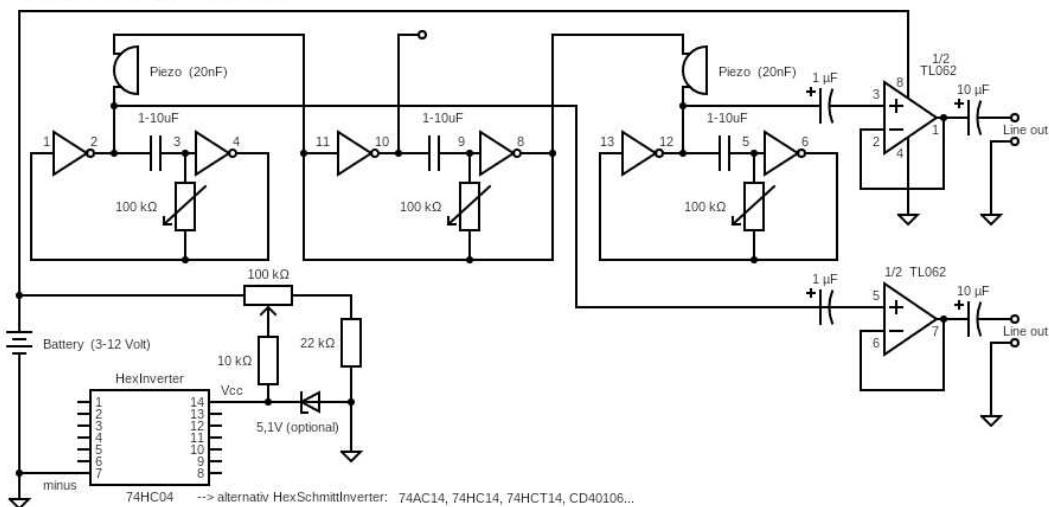 1/2
TL062
Piezo (20nF)
Piezo (20nF)
1 µF
8
10 µF
3
+
+
+
1
Line out
1-10uF
1-10uF
1-10uF
2
4
1
2
3
4
11
10
9
8
13
12
5
6
100 kΩ
100 kΩ
100 kΩ
100 kΩ
1 µF
1/2 TL062
10 µF
5
+
+
+
7
Line out
6
Battery (3-12 Volt)
10 kΩ
22 kΩ
HexInverter
Vcc
1 14
2 13
3 12
4 11
5 10
6 9
7 8
5,1V (optional)
minus
74HC04 --> alternativ HexSchmittInverter: 74AC14, 74HC14, 74HCT14, CD40106...